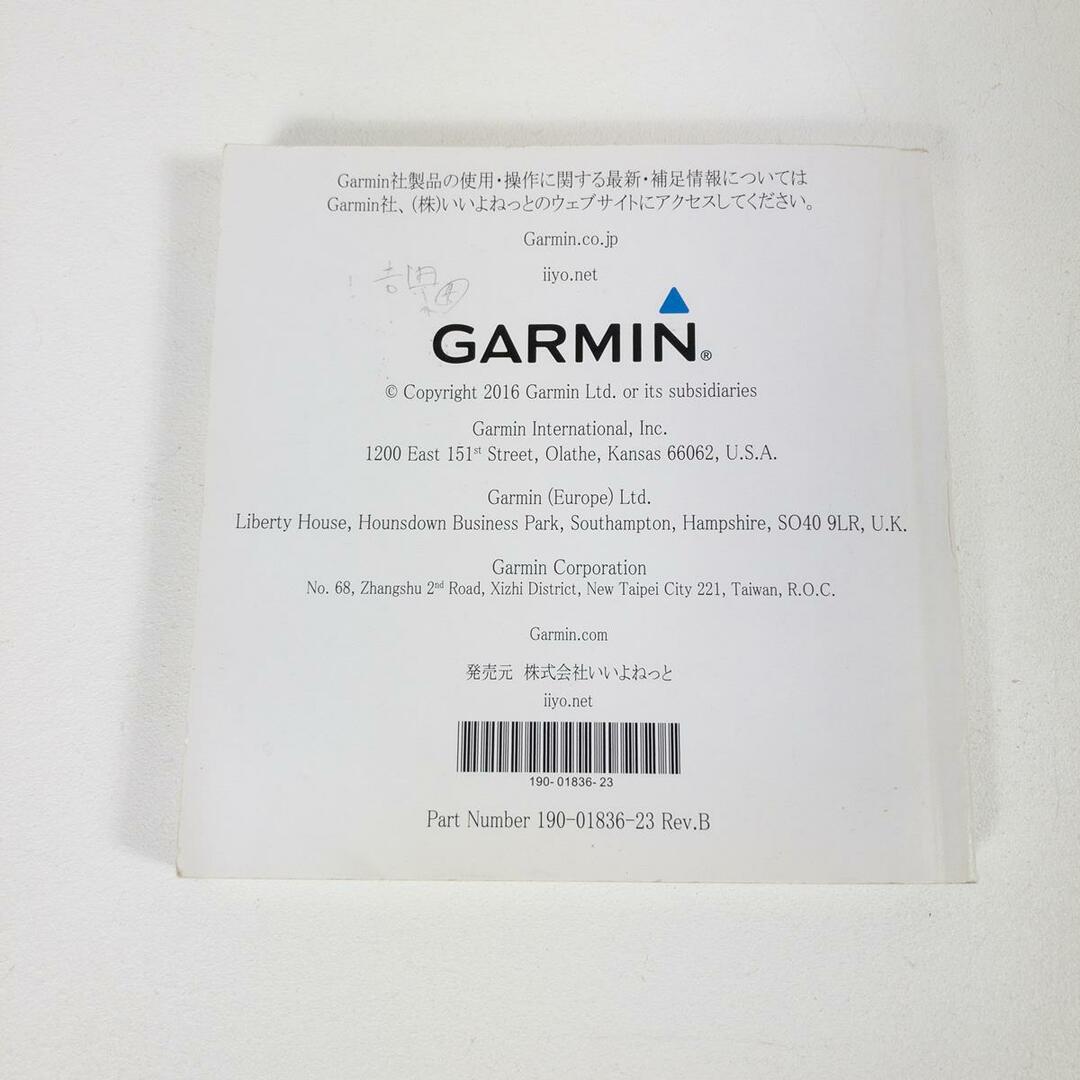 Garmin社製品の使用・操作に関する最新・補足情報については
Garmin社、(株)いいよねっとのウェブサイトにアクセスしてください。
Garmin.co.jp
iiyo.net
GARMIN®
© Copyright 2016 Garmin Ltd. or its subsidiaries
Garmin International, Inc.
1200 East 151st Street, Olathe, Kansas 66062, U.S.A.
Garmin (Europe) Ltd.
Liberty House, Hounsdown Business Park, Southampton, Hampshire, SO40 9LR, U.K.
Garmin Corporation
No. 68, Zhangshu 2nd Road, Xizhi District, New Taipei City 221, Taiwan, R.O.C.
Garmin.com
発売元 株式会社いいよねっと
iiyo.net
190-01836-23
Part Number 190-01836-23 Rev.B